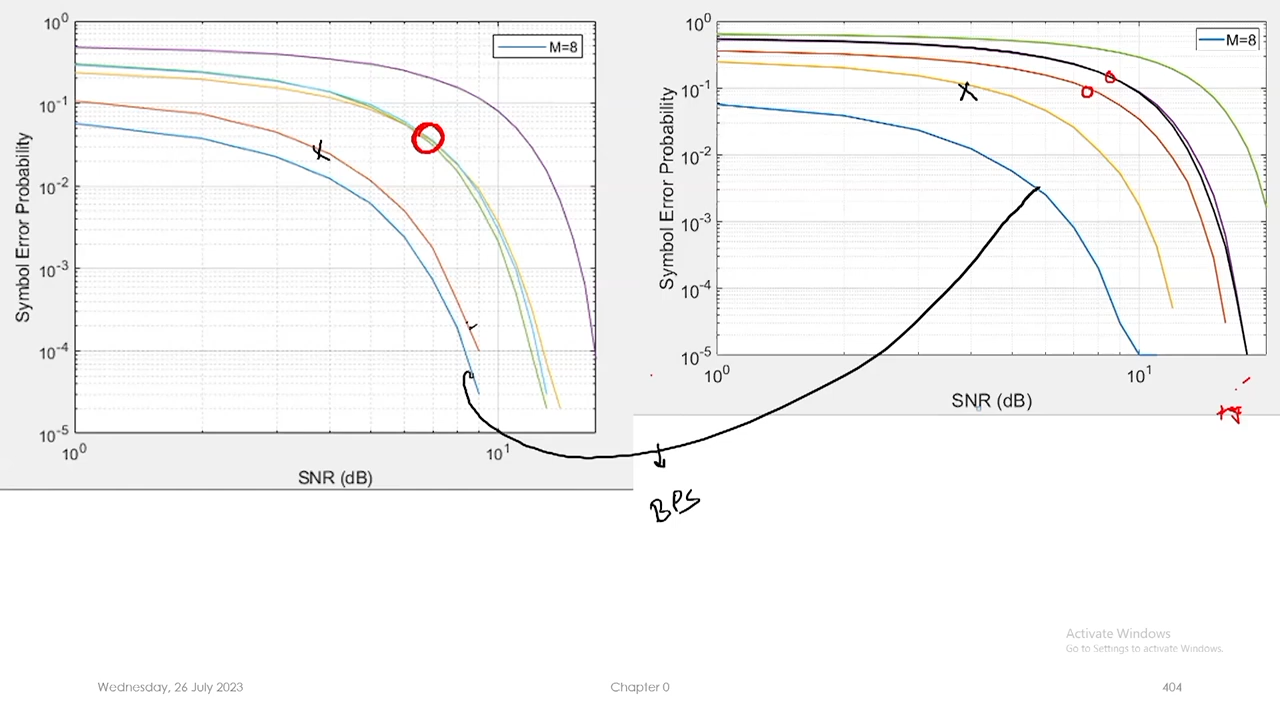 10^0
10^-1
10^-2
10^-3
10^-4
10^-5
Symbol Error Probability
M=8
10^0
10^1
SNR (dB)
10^0
10^-1
10^-2
10^-3
10^-4
10^-5
Symbol Error Probability
M=8
10^0
10^1
SNR (dB)
BPS
Activate Windows
Go to Settings to activate Windows.
Wednesday, 26 July 2023
Chapter 0
404